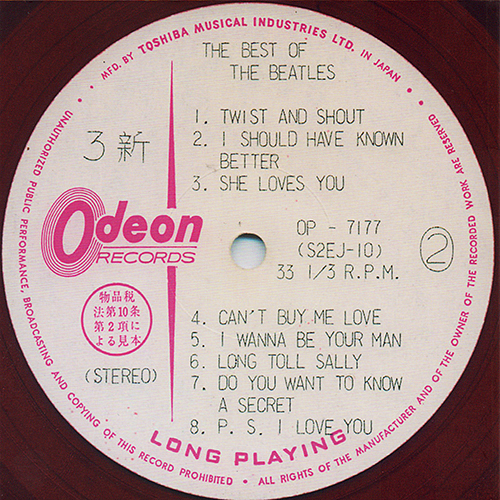 MFD. BY TOSHIBA MUSICAL INDUSTRIES LTD. IN JAPAN
THE BEST OF
THE BEATLES
1. TWIST AND SHOUT
2. I SHOULD HAVE KNOWN
BETTER
3. SHE LOVES YOU
3新
Odeon
RECORDS
OP - 7177
(S2EJ-10)
33 1/3 R.P.M.
2
物品税
法第10条
第2項に
よる見本
(STEREO)
4. CAN'T BUY ME LOVE
5. I WANNA BE YOUR MAN
6. LONG TOLL SALLY
7. DO YOU WANT TO KNOW
A SECRET
8. P. S. I LOVE YOU
LONG PLAYING
UNAUTHORIZED PUBLIC PERFORMANCE, BROADCASTING AND COPYING OF THIS RECORD PROHIBITED • ALL RIGHTS OF THE MANUFACTURER AND OF THE OWNER OF THE RECORDED WORK ARE RESERVED